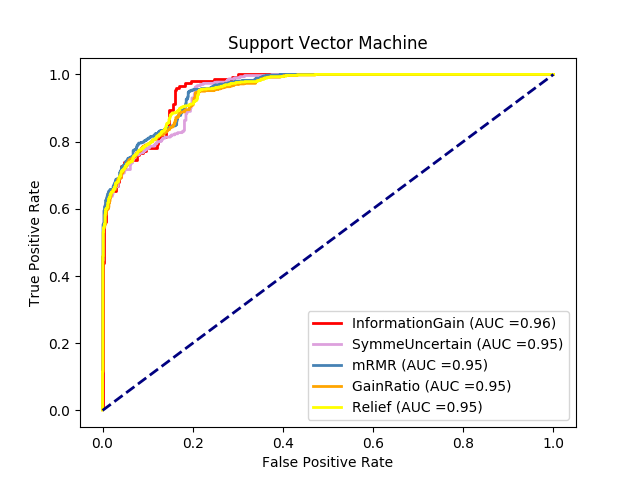 Support Vector Machine
True Positive Rate
1.0
0.8
0.6
0.4
0.2
0.0
InformationGain (AUC =0.96)
SymmeUncertain (AUC =0.95)
mRMR (AUC =0.95)
GainRatio (AUC =0.95)
Relief (AUC =0.95)
0.0 0.2 0.4 0.6 0.8 1.0
False Positive Rate